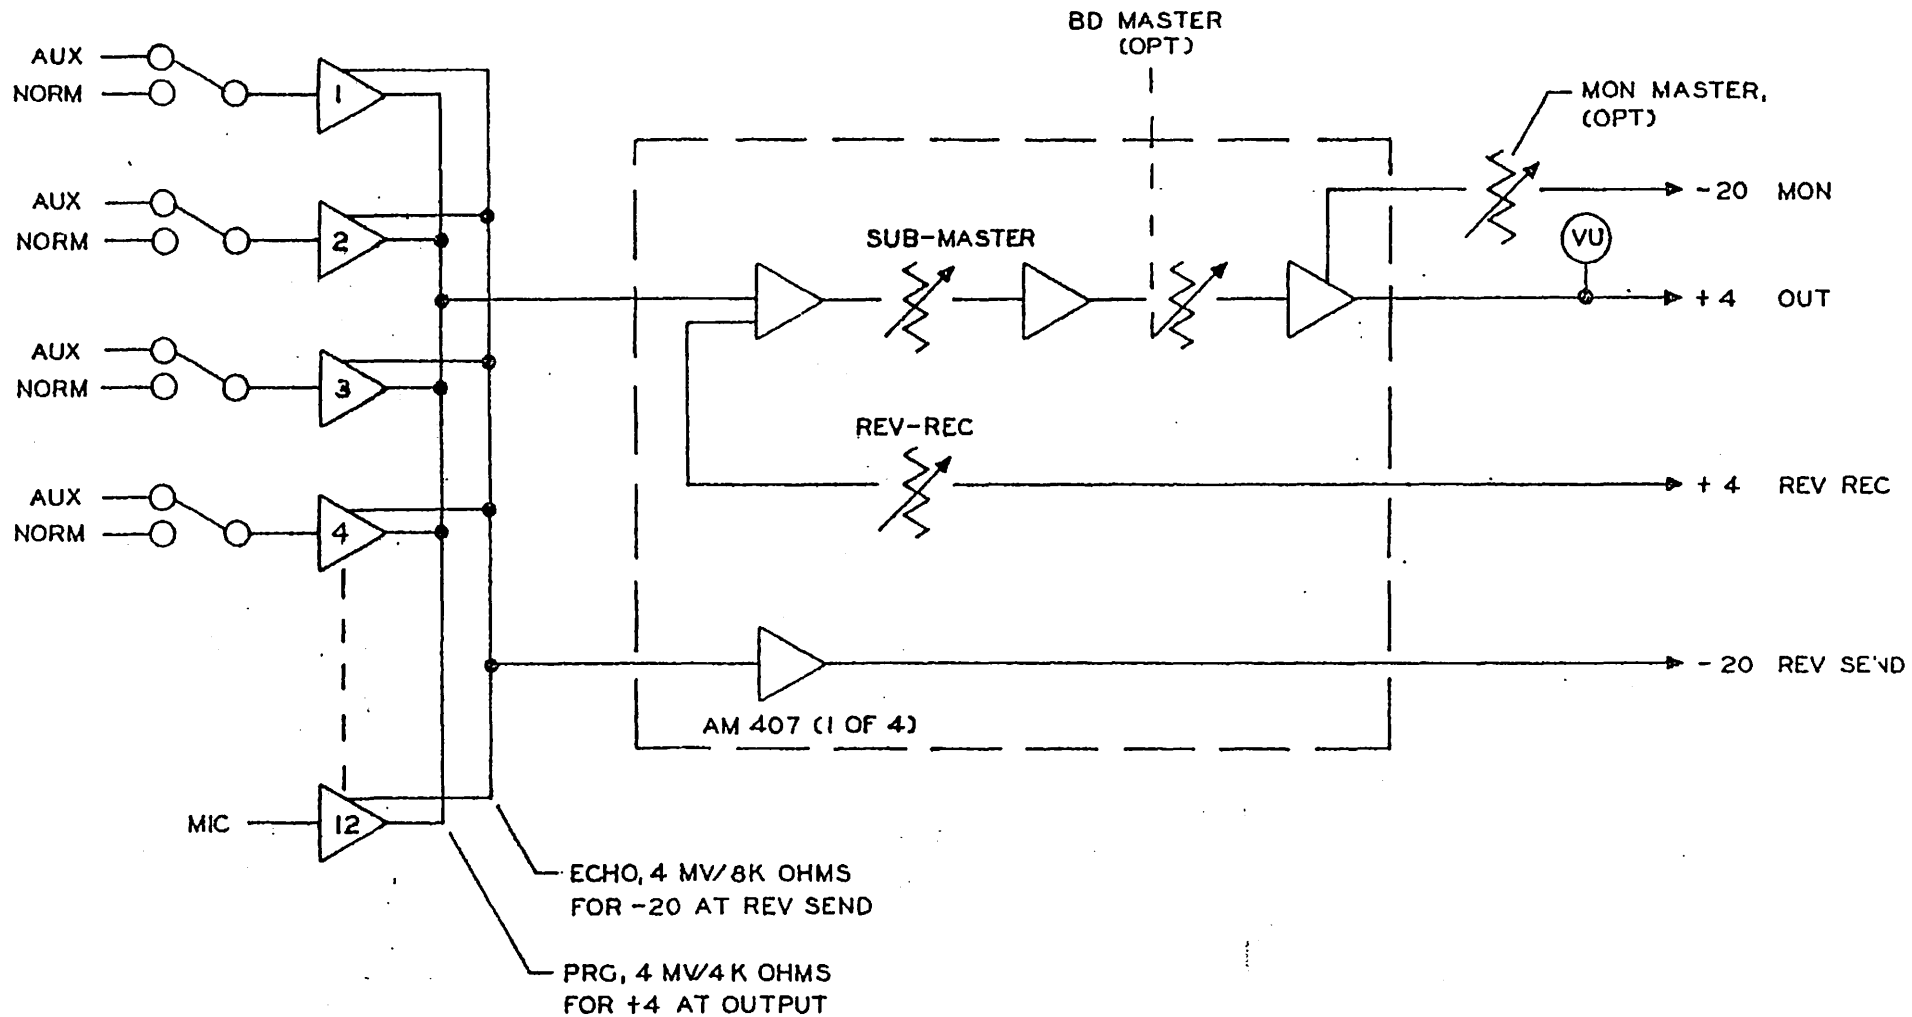 BD MASTER
(OPT)
AUX
NORM
1
MON MASTER,
(OPT)
AUX
NORM
2
-20 MON
SUB-MASTER
VU
+4 OUT
AUX
NORM
3
REV-REC
AUX
NORM
4
+4 REV REC
-20 REV SEND
AM 407 (1 OF 4)
MIC
12
ECHO, 4 MV/8K OHMS
FOR -20 AT REV SEND
PRG, 4 MV/4K OHMS
FOR +4 AT OUTPUT